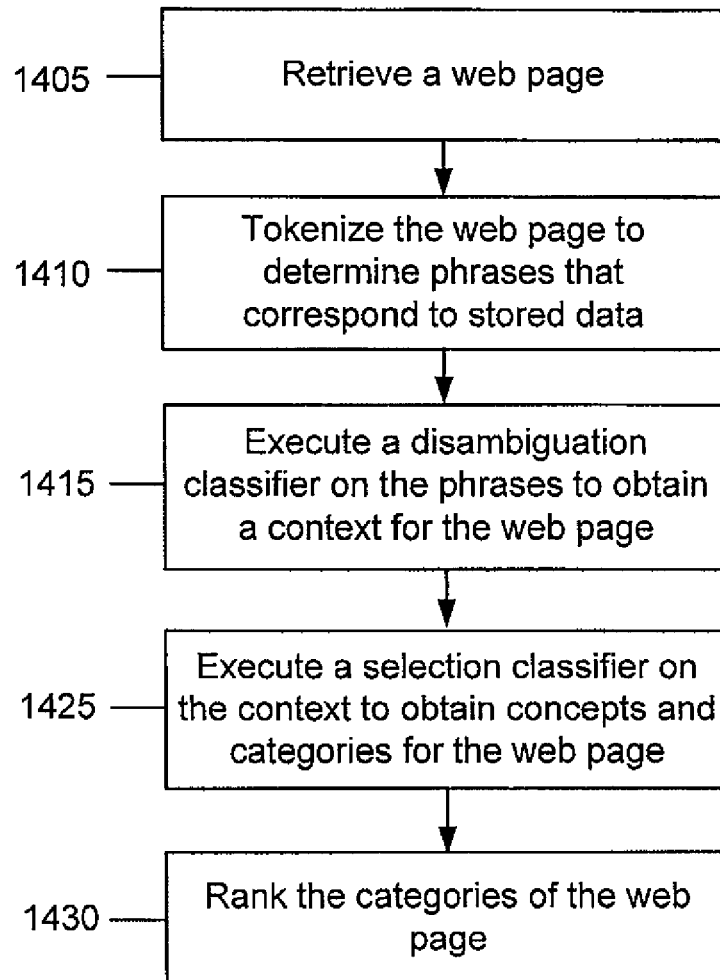 1405
Retrieve a web page
1410
Tokenize the web page to
determine phrases that
correspond to stored data
1415
Execute a disambiguation
classifier on the phrases to obtain
a context for the web page
1425
Execute a selection classifier on
the context to obtain concepts and
categories for the web page
1430
Rank the categories of the web
page